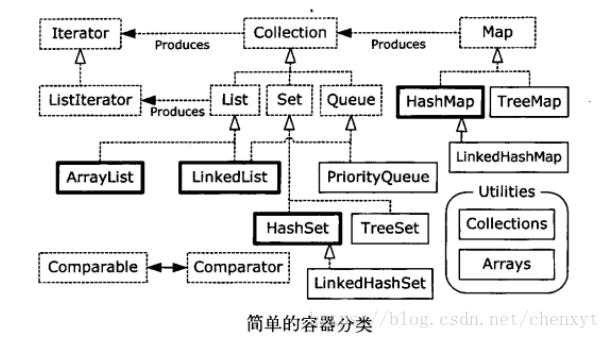 Iterator
Produces
Collection
Produces
Map
ListIterator
Produces
List
Set
Queue
HashMap
TreeMap
LinkedHashMap
ArrayList
LinkedList
PriorityQueue
Utilities
Collections
Arrays
HashSet
TreeSet
Comparable
Comparator
LinkedHashSet
简单的容器分类
https://blog.csdn.net/chenxyt